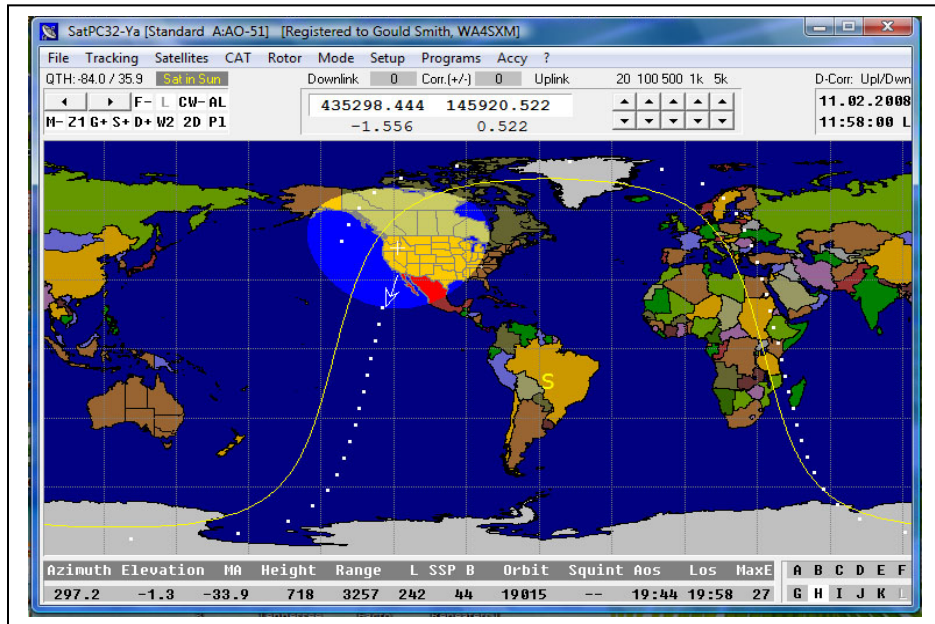 SatPC32-Ya [Standard A:AO-51] [Registered to Gould Smith, WA4SXM]
File Tracking Satellites CAT Rotor Mode Setup Programs Accy ?
QTH:-84.0 / 35.9 Sat in Sun Downlink 0 Corr.(+/-) 0 Uplink 20 100 500 1k 5k D-Corr: Upl/Dwn
F- L CW- AL 435298.444 145920.522 11.02.2008
M- Z1 G+ S+ D+ W2 2D P1 -1.556 0.522 11:58:00 L
S
Azimuth Elevation MA Height Range L SSP B Orbit Squint Aos Los MaxE A B C D E F
297.2 -1.3 -33.9 718 3257 242 44 19015 -- 19:44 19:58 27 G H I J K L